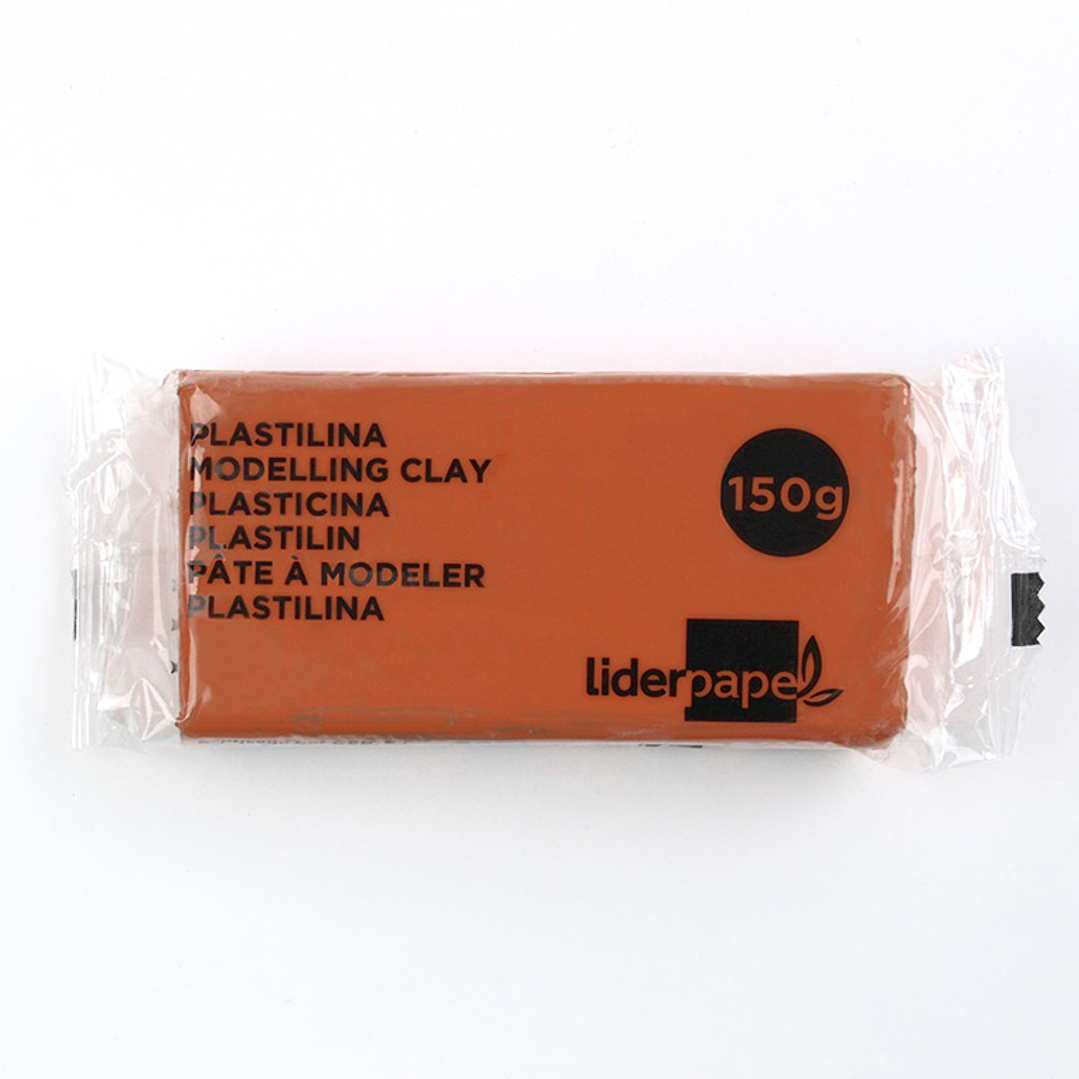 PLASTILINA
MODELLING CLAY
PLASTICINA
PLASTILIN
PÂTE À MODELER
PLASTILINA
150g
liderpapel